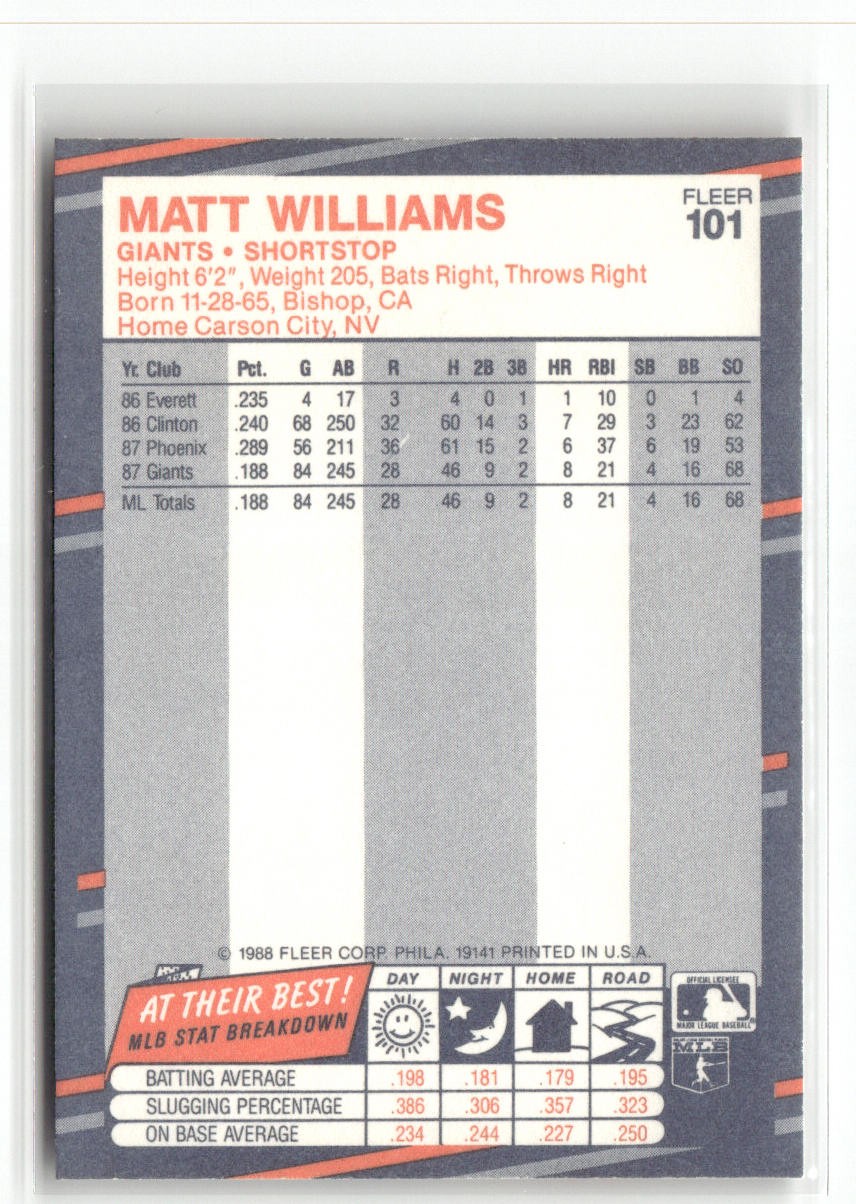 MATT WILLIAMS
FLEER
101
GIANTS • SHORTSTOP
Height 6'2", Weight 205, Bats Right, Throws Right
Born 11-28-65, Bishop, CA
Home Carson City, NV
Yr. Club Pct. G AB R H 2B 3B HR RBI SB BB SO
86 Everett .235 4 17 3 4 0 1 1 10 0 1 4
86 Clinton .240 68 250 32 60 14 3 7 29 3 23 62
87 Phoenix .289 56 211 36 61 15 2 6 37 6 19 53
87 Giants .188 84 245 28 46 9 2 8 21 4 16 68
ML Totals .188 84 245 28 46 9 2 8 21 4 16 68
© 1988 FLEER CORP. PHILA. 19141 PRINTED IN U.S.A.
AT THEIR BEST!
MLB STAT BREAKDOWN
DAY NIGHT HOME ROAD
BATTING AVERAGE .198 .181 .179 .195
SLUGGING PERCENTAGE .386 .306 .357 .323
ON BASE AVERAGE .234 .244 .227 .250
OFFICIAL LICENSEE
MAJOR LEAGUE BASEBALL
MLB